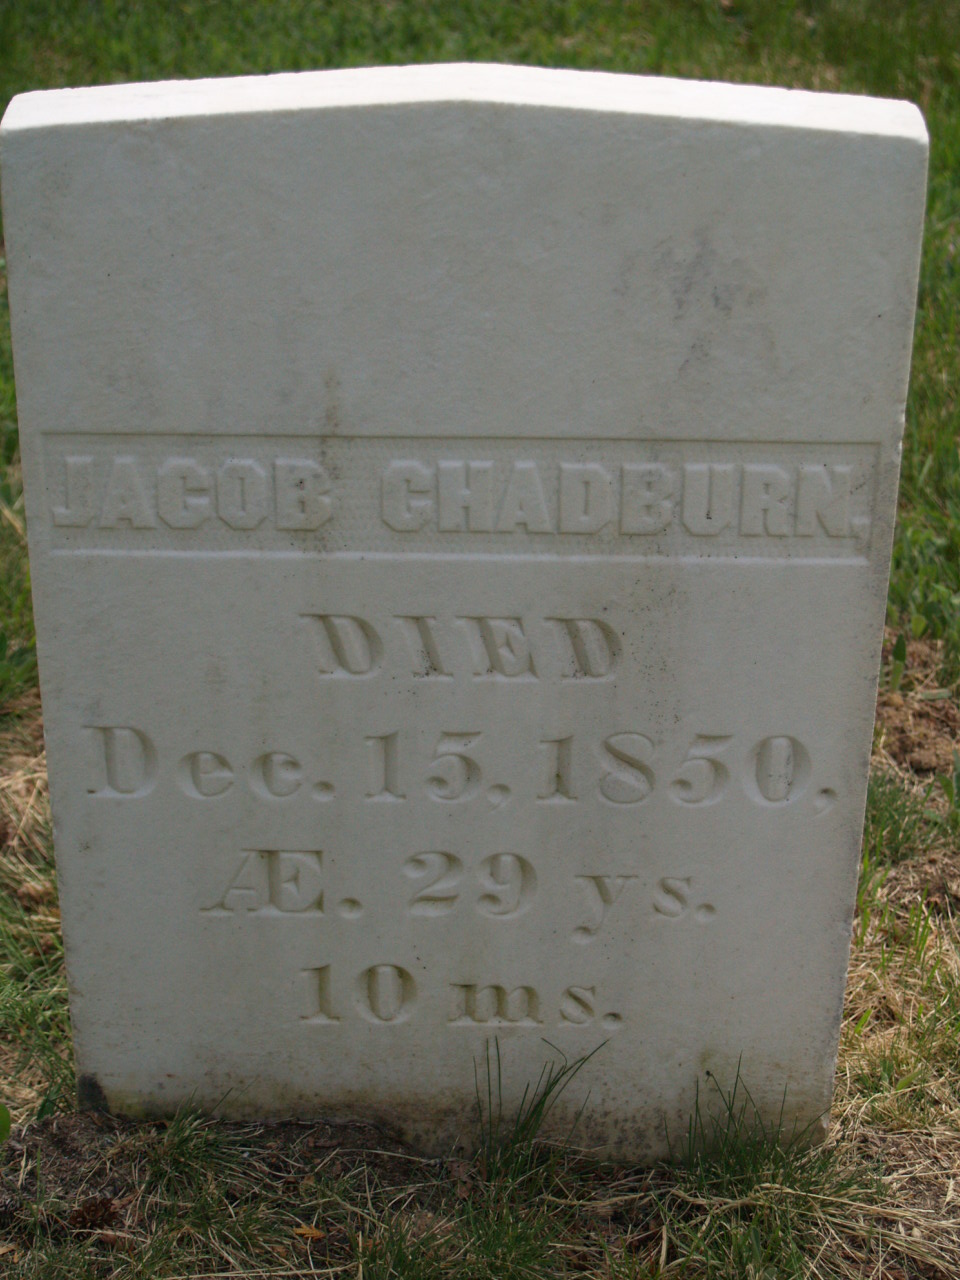 JACOB CHADBURN.
DIED
Dec. 15, 1850,
Æ. 29 ys.
10 ms.